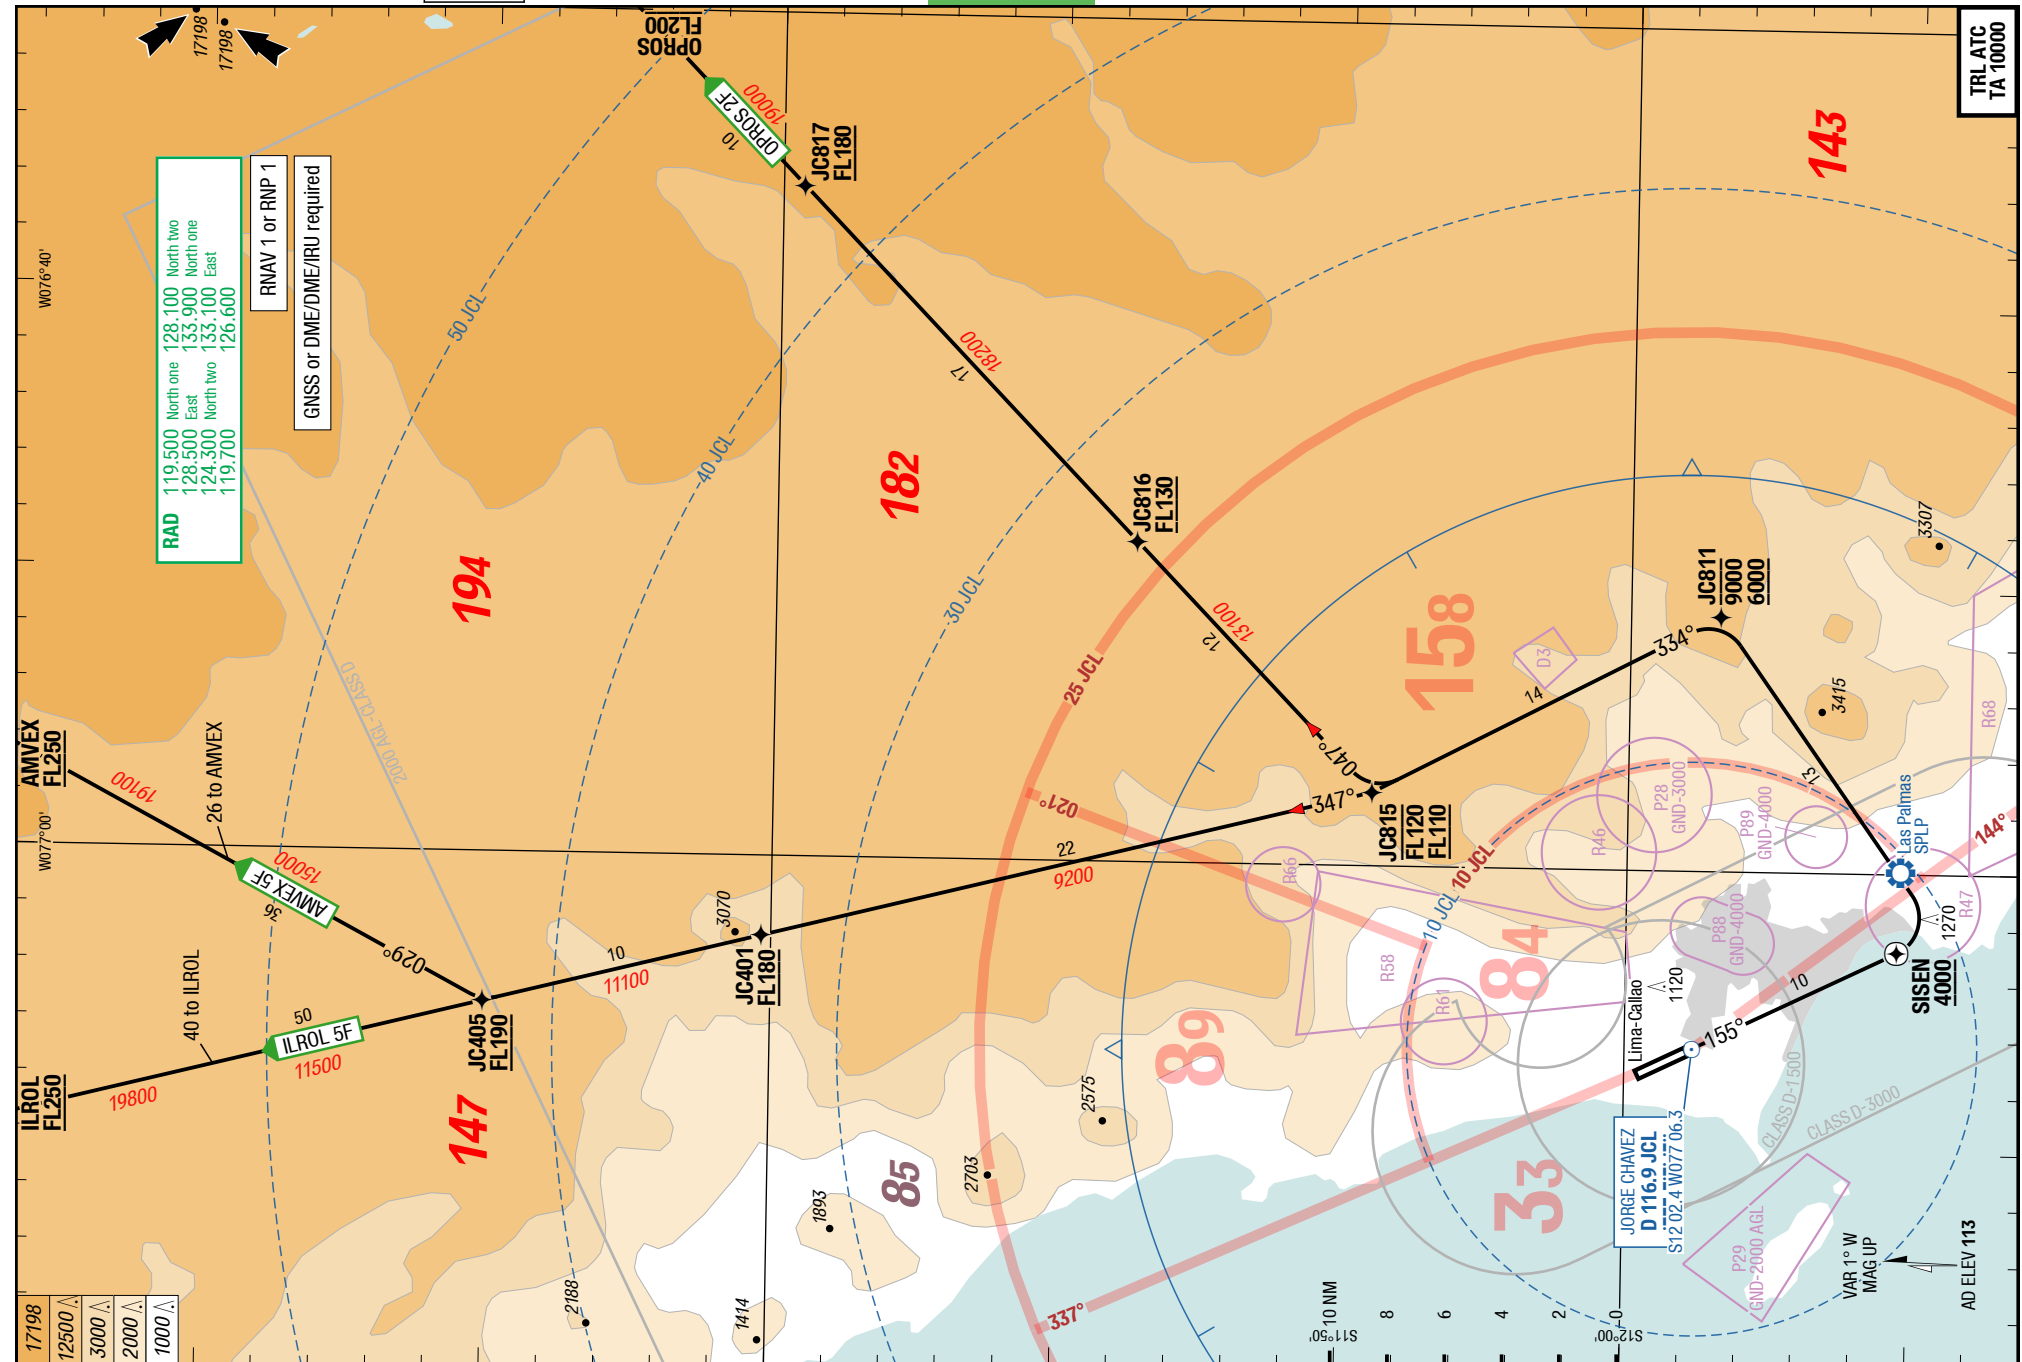 TRL ATC
TA 10000
17198
17198
RAD
119.500 North one 128.100 North two
128.500 East 133.900 North one
124.300 North two 133.100 East
119.700 126.600
RNAV 1 or RNP 1
GNSS or DME/DME/IRU required
W076°40'
W077°00'
OPROS
FL200
OPROS 2F
19000
10
JC817
FL180
18200
17
JC816
FL130
13100
12
047°
143
182
194
158
147
85
89
84
33
50 JCL
40 JCL
30 JCL
25 JCL
10 JCL
10 JCL
2000 AGL-CLASS D
AMVEX
FL250
19100
26 to AMVEX
15000
AMVEX 5F
36
029°
40 to ILROL
50
ILROL 5F
11500
ILROL
FL250
19800
JC405
FL190
10
11100
3070
JC401
FL180
22
9200
347°
JC815
FL120
FL110
021°
14
334°
JC811
9000
6000
13
D3
3307
3415
R68
R66
R46
P28
GND-3000
P89
GND-4000
P88
GND-4000
R58
R61
R47
Las Palmas
SPLP
144°
1270
SISEN
4000
10
155°
Lima-Callao
1120
CLASS D-1500
CLASS D-3000
JORGE CHAVEZ
D 116.9 JCL
S12 02.4 W077 06.3
P29
GND-2000 AGL
VAR 1° W
MAG UP
AD ELEV 113
2575
2703
1893
1414
2188
337°
S11°50'
S12°00'
10 NM
8
6
4
2
0
17198
12500
3000
2000
1000